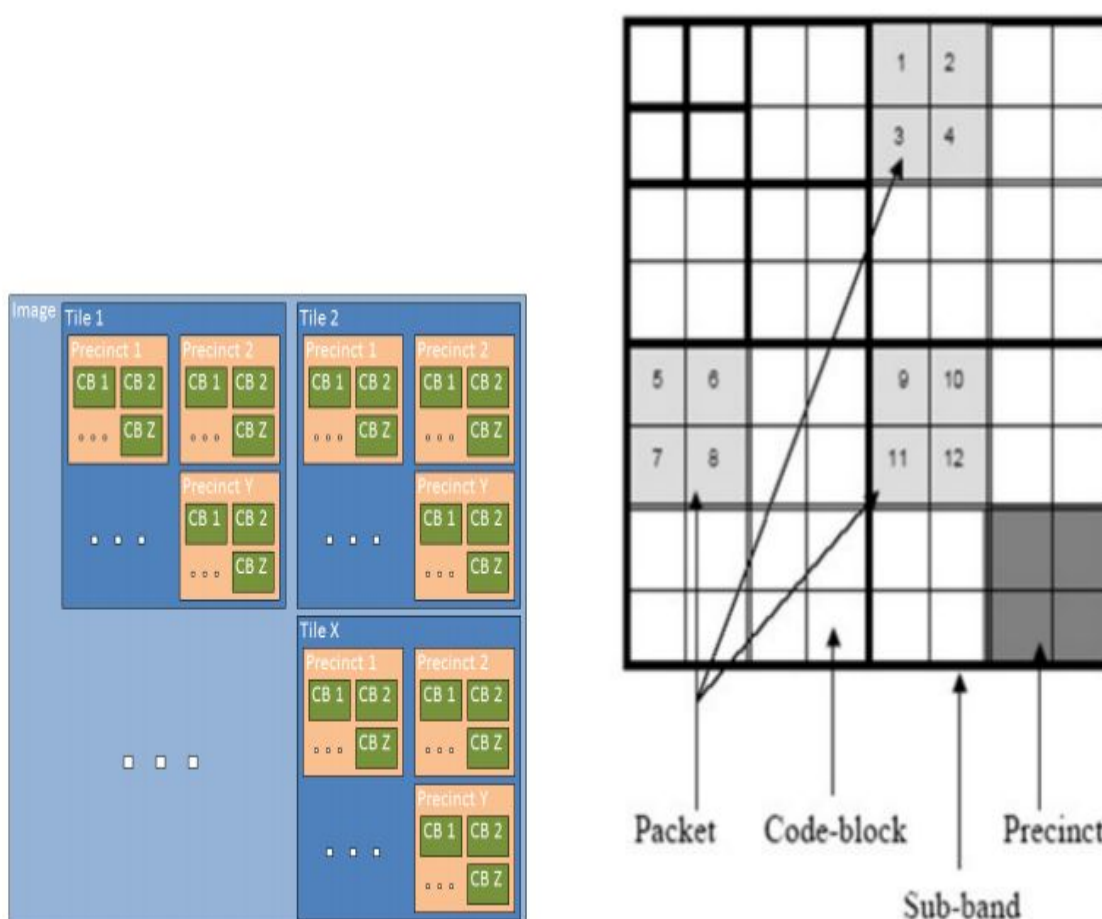 Image
Tile 1
Precinct 1
CB 1 CB 2
CB Z
Precinct 2
CB 1 CB 2
CB Z
Precinct Y
CB 1 CB 2
CB Z
Tile 2
Precinct 1
CB 1 CB 2
CB Z
Precinct 2
CB 1 CB 2
CB Z
Precinct Y
CB 1 CB 2
CB Z
Tile X
Precinct 1
CB 1 CB 2
CB Z
Precinct 2
CB 1 CB 2
CB Z
Precinct Y
CB 1 CB 2
CB Z
1 2
3 4
5 6 9 10
7 8 11 12
Packet Code-block Precinct
Sub-band